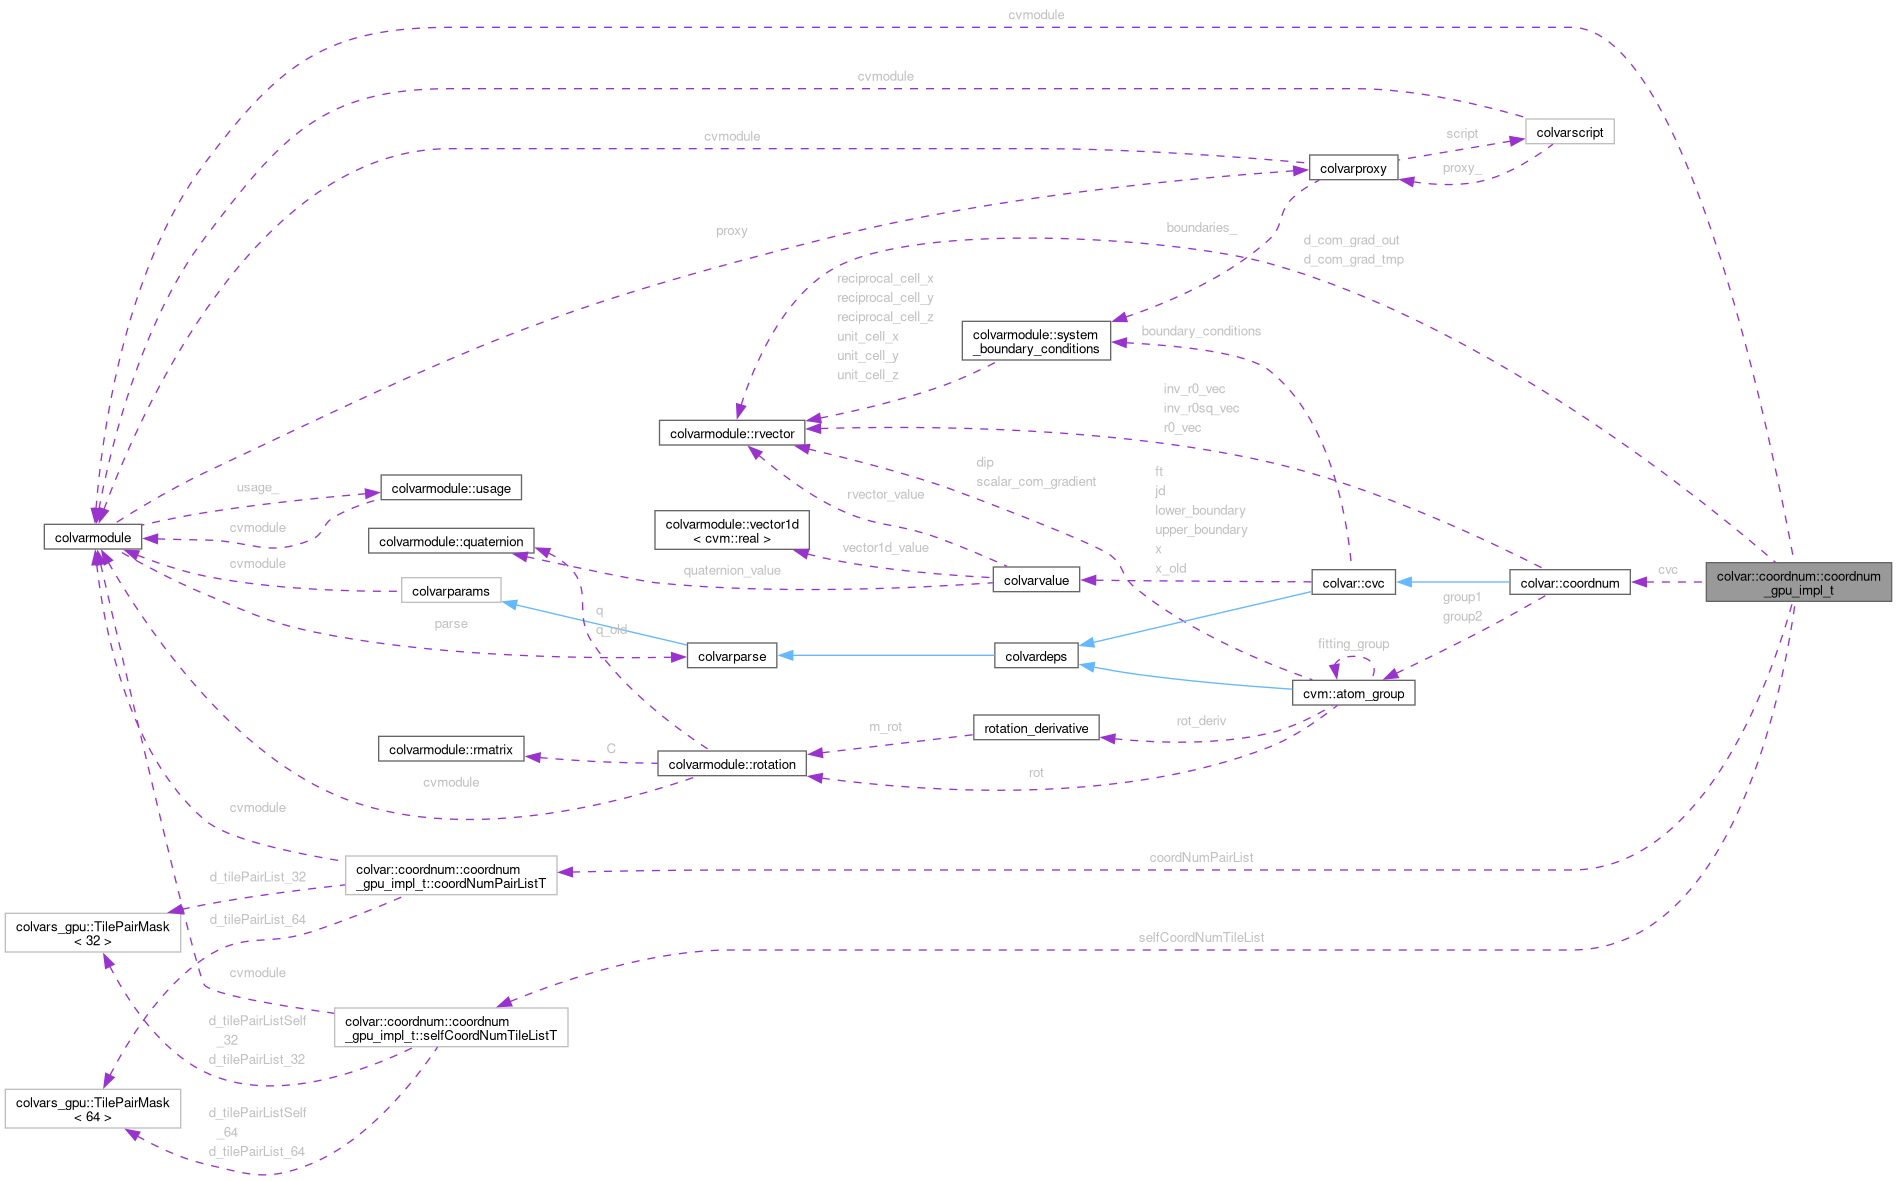 cvmodule
cvmodule
colvarscript
cvmodule
script
colvarproxy
proxy_
proxy
boundaries_
d_com_grad_out
d_com_grad_tmp
reciprocal_cell_x
reciprocal_cell_y
reciprocal_cell_z
unit_cell_x
unit_cell_y
unit_cell_z
colvarmodule::system
_boundary_conditions
boundary_conditions
inv_r0_vec
inv_r0sq_vec
r0_vec
colvarmodule::rvector
dip
scalar_com_gradient
ft
jd
lower_boundary
upper_boundary
x
x_old
usage_
colvarmodule::usage
rvector_value
colvarmodule
cvmodule
colvarmodule::quaternion
colvarmodule::vector1d
< cvm::real >
vector1d_value
cvmodule
quaternion_value
colvarvalue
colvar::cvc
colvar::coordnum
cvc
colvar::coordnum::coordnum
_gpu_impl_t
colvarparams
group1
group2
q
q_old
parse
colvarparse
colvardeps
fitting_group
cvm::atom_group
rot_deriv
rotation_derivative
m_rot
colvarmodule::rmatrix
C
colvarmodule::rotation
rot
cvmodule
cvmodule
colvar::coordnum::coordnum
_gpu_impl_t::coordNumPairListT
coordNumPairList
d_tilePairList_32
d_tilePairList_64
colvars_gpu::TilePairMask
< 32 >
selfCoordNumTileList
cvmodule
colvar::coordnum::coordnum
_gpu_impl_t::selfCoordNumTileListT
d_tilePairListSelf
_32
d_tilePairList_32
colvars_gpu::TilePairMask
< 64 >
d_tilePairListSelf
_64
d_tilePairList_64